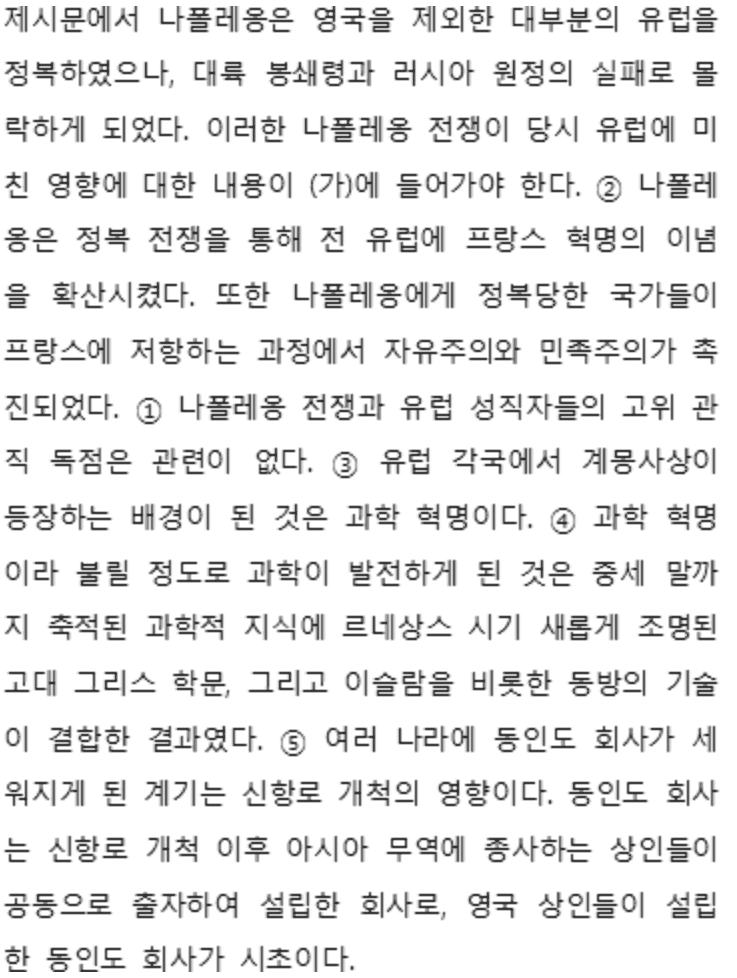 제시문에서 나폴레옹은 영국을 제외한 대부분의 유럽을
정복하였으나, 대륙 봉쇄령과 러시아 원정의 실패로 몰
락하게 되었다. 이러한 나폴레옹 전쟁이 당시 유럽에 미
친 영향에 대한 내용이 (가)에 들어가야 한다. ② 나폴레
옹은 정복 전쟁을 통해 전 유럽에 프랑스 혁명의 이념
을 확산시켰다. 또한 나폴레옹에게 정복당한 국가들이
프랑스에 저항하는 과정에서 자유주의와 민족주의가 촉
진되었다. ① 나폴레옹 전쟁과 유럽 성직자들의 고위 관
직 독점은 관련이 없다. ③ 유럽 각국에서 계몽사상이
등장하는 배경이 된 것은 과학 혁명이다. ④ 과학 혁명
이라 불릴 정도로 과학이 발전하게 된 것은 중세 말까
지 축적된 과학적 지식에 르네상스 시기 새롭게 조명된
고대 그리스 학문, 그리고 이슬람을 비롯한 동방의 기술
이 결합한 결과였다. ⑤ 여러 나라에 동인도 회사가 세
워지게 된 계기는 신항로 개척의 영향이다. 동인도 회사
는 신항로 개척 이후 아시아 무역에 종사하는 상인들이
공동으로 출자하여 설립한 회사로, 영국 상인들이 설립
한 동인도 회사가 시초이다.